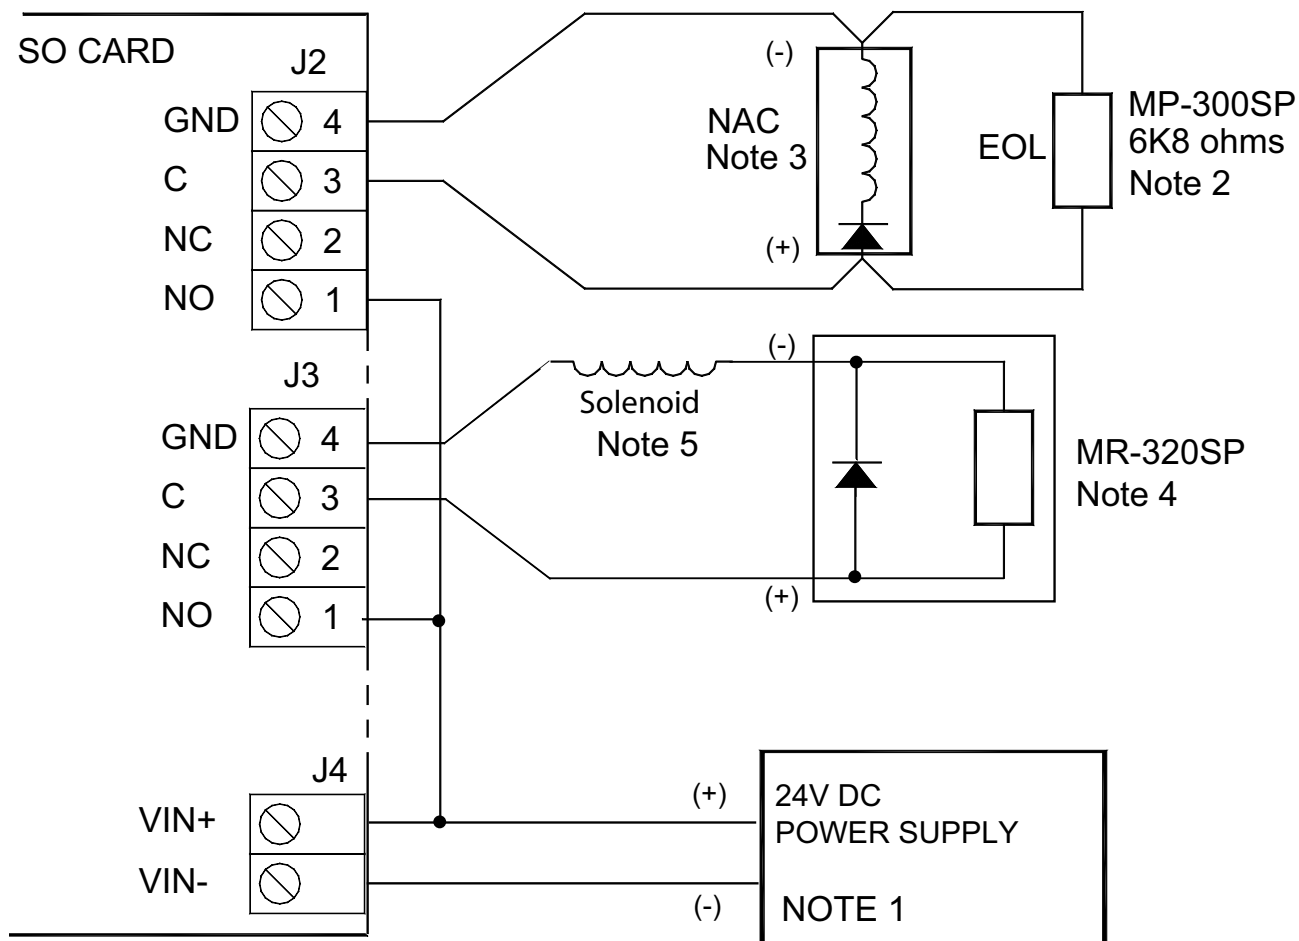 SO CARD
J2
GND 4
C 3
NC 2
NO 1
(-)
NAC
Note 3
(+)
EOL
MP-300SP
6K8 ohms
Note 2
J3
GND 4
C 3
NC 2
NO 1
(-)
Solenoid
Note 5
(+)
MR-320SP
Note 4
J4
VIN+
VIN-
(+)
(-)
24V DC
POWER SUPPLY
NOTE 1